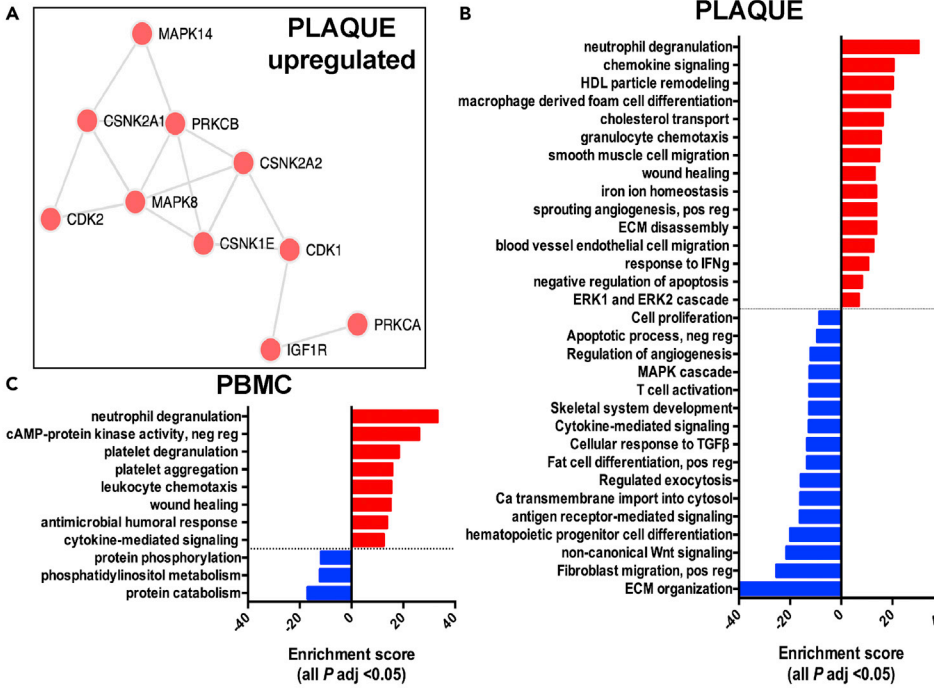 A
PLAQUE
upregulated
MAPK14
CSNK2A1
PRKCB
CSNK2A2
MAPK8
CDK2
CSNK1E
CDK1
PRKCA
IGF1R
B
PLAQUE
neutrophil degranulation
chemokine signaling
HDL particle remodeling
macrophage derived foam cell differentiation
cholesterol transport
granulocyte chemotaxis
smooth muscle cell migration
wound healing
iron ion homeostasis
sprouting angiogenesis, pos reg
ECM disassembly
blood vessel endothelial cell migration
response to IFNg
negative regulation of apoptosis
ERK1 and ERK2 cascade
Cell proliferation
Apoptotic process, neg reg
Regulation of angiogenesis
MAPK cascade
T cell activation
Skeletal system development
Cytokine-mediated signaling
Cellular response to TGFβ
Fat cell differentiation, pos reg
Regulated exocytosis
Ca transmembrane import into cytosol
antigen receptor-mediated signaling
hematopoietic progenitor cell differentiation
non-canonical Wnt signaling
Fibroblast migration, pos reg
ECM organization
-40 -20 0 20
Enrichment score
(all P adj <0.05)
C
PBMC
neutrophil degranulation
cAMP-protein kinase activity, neg reg
platelet degranulation
platelet aggregation
leukocyte chemotaxis
wound healing
antimicrobial humoral response
cytokine-mediated signaling
protein phosphorylation
phosphatidylinositol metabolism
protein catabolism
-40 -20 0 20 40
Enrichment score
(all P adj <0.05)